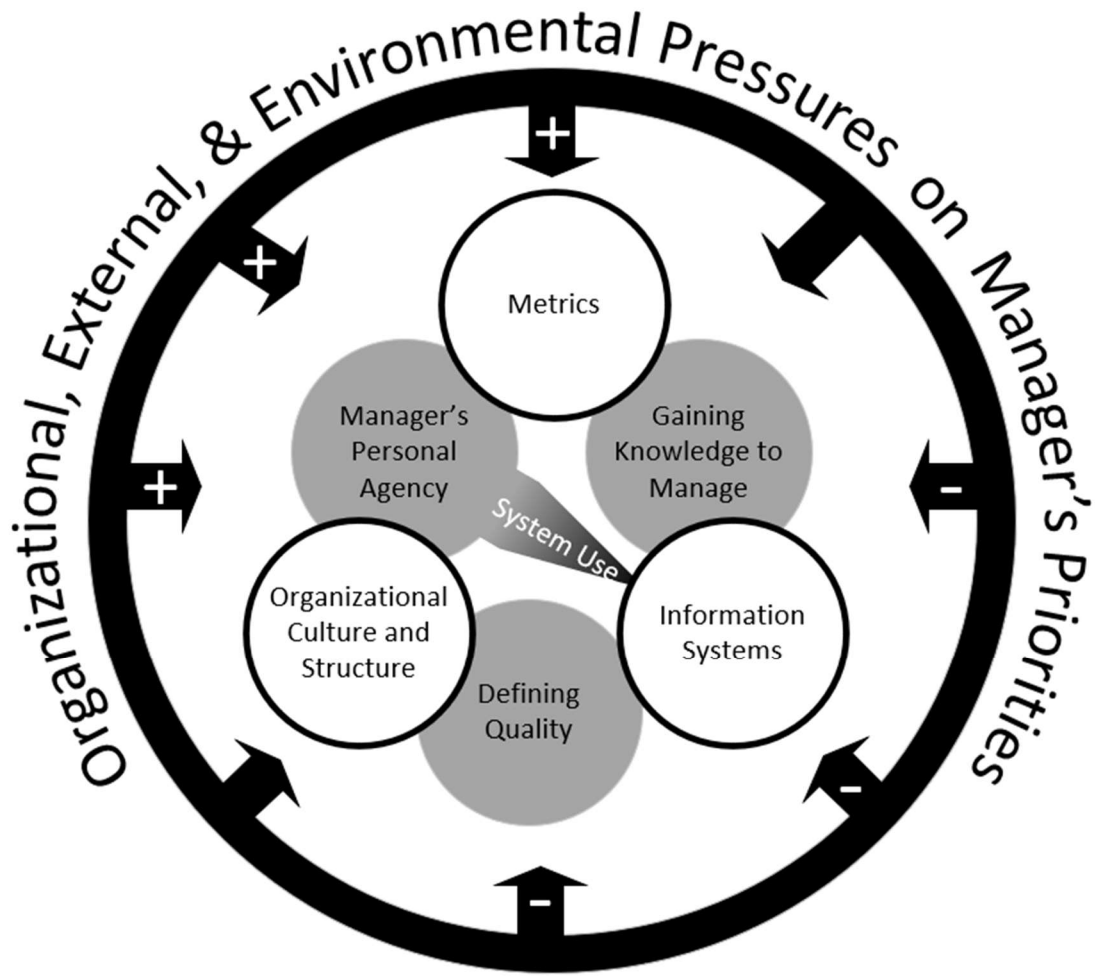 Organizational, External, & Environmental Pressures on Manager's Priorities
+
+
Metrics
Manager's
Personal
Agency
Gaining
Knowledge to
Manage
+
-
System Use
Organizational
Culture and
Structure
Information
Systems
Defining
Quality
-
-